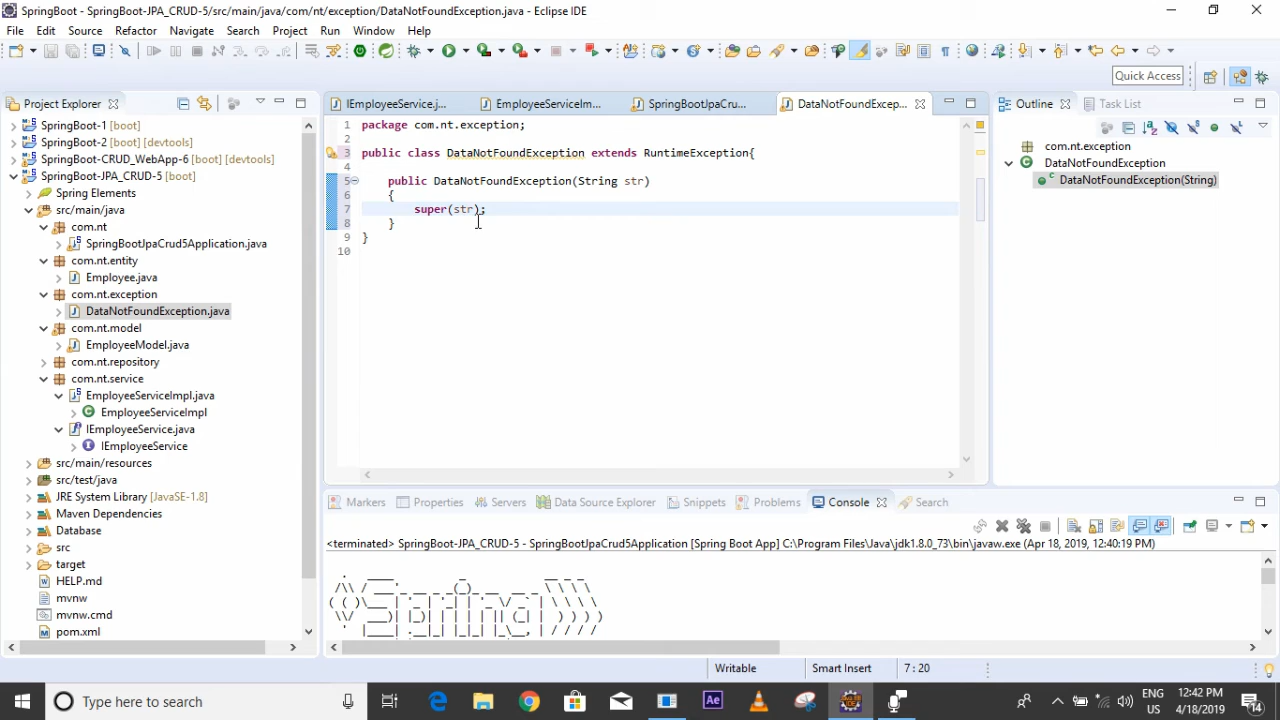 SpringBoot - SpringBoot-JPA_CRUD-5/src/main/java/com/nt/exception/DataNotFoundException.java - Eclipse IDE
File Edit Source Refactor Navigate Search Project Run Window Help
Quick Access
Project Explorer
SpringBoot-1 [boot]
SpringBoot-2 [boot] [devtools]
SpringBoot-CRUD_WebApp-6 [boot] [devtools]
SpringBoot-JPA_CRUD-5 [boot]
Spring Elements
src/main/java
com.nt
SpringBootJpaCrud5Application.java
com.nt.entity
Employee.java
com.nt.exception
DataNotFoundException.java
com.nt.model
EmployeeModel.java
com.nt.repository
com.nt.service
EmployeeServiceImpl.java
EmployeeServiceImpl
IEmployeeService.java
IEmployeeService
src/main/resources
src/test/java
JRE System Library [JavaSE-1.8]
Maven Dependencies
Database
src
target
HELP.md
mvnw
mvnw.cmd
pom.xml
IEmployeeService.j... EmployeeServiceIm... SpringBootJpaCru... DataNotFoundExcep...
1 package com.nt.exception;
2
3 public class DataNotFoundException extends RuntimeException{
4
5 public DataNotFoundException(String str)
6 {
7 super(str);
8 }
9 }
10
Outline Task List
com.nt.exception
DataNotFoundException
DataNotFoundException(String)
Markers Properties Servers Data Source Explorer Snippets Problems Console Search
<terminated> SpringBoot-JPA_CRUD-5 - SpringBootJpaCrud5Application [Spring Boot App] C:\Program Files\Java\jdk1.8.0_73\bin\javaw.exe (Apr 18, 2019, 12:40:19 PM)
Spring
Writable Smart Insert 7 : 20
Type here to search
Ae
ENG 12:42 PM
US 4/18/2019
14